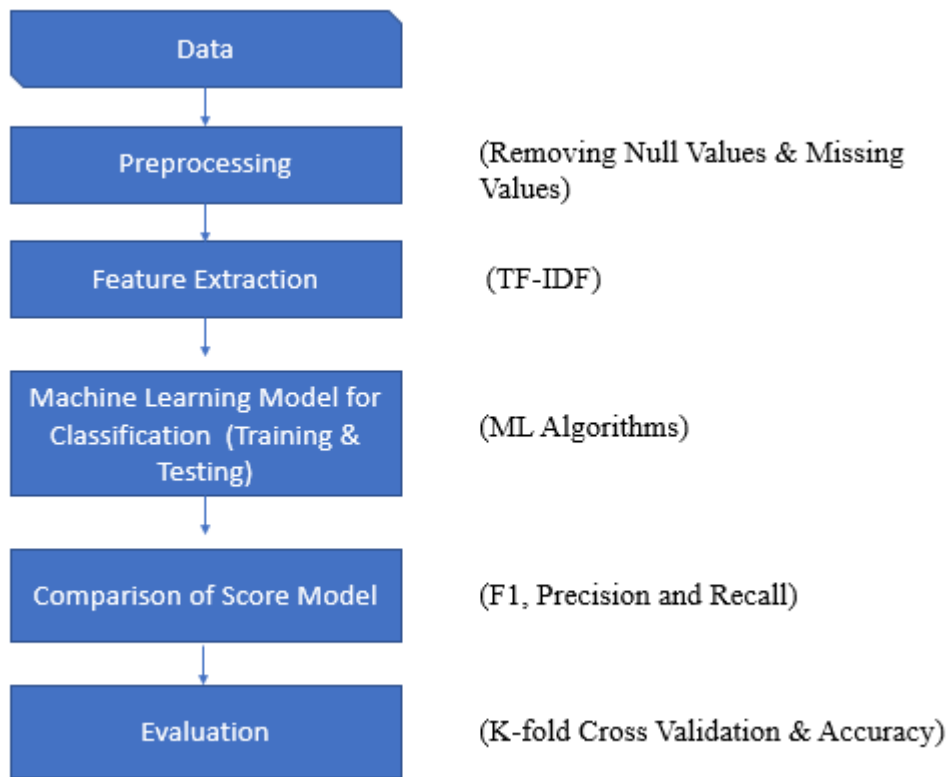 Data
Preprocessing
(Removing Null Values & Missing
Values)
Feature Extraction
(TF-IDF)
Machine Learning Model for
Classification (Training &
Testing)
(ML Algorithms)
Comparison of Score Model
(F1, Precision and Recall)
Evaluation
(K-fold Cross Validation & Accuracy)